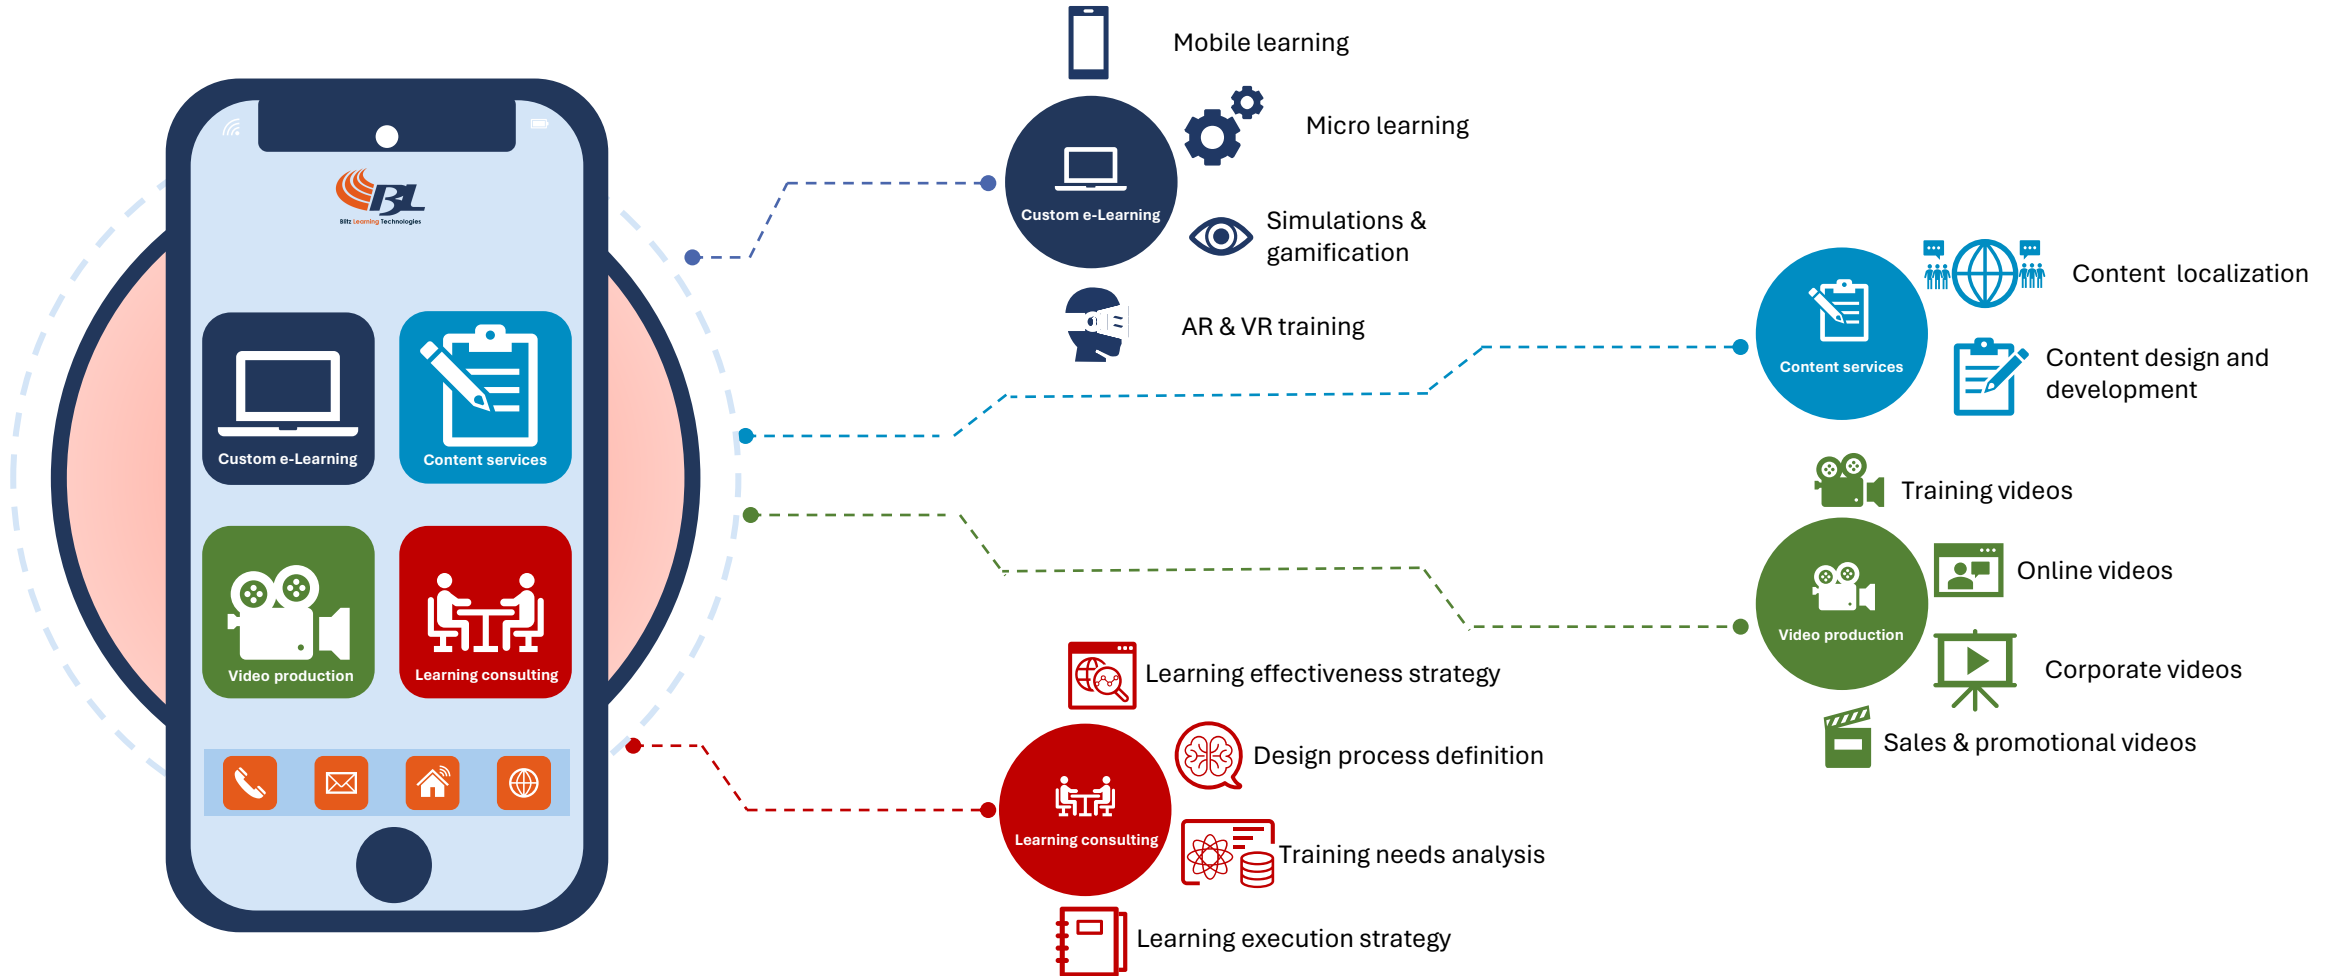 BL
Blitz Learning Technologies
Custom e-Learning
Content services
Video production
Learning consulting
Mobile learning
Micro learning
Custom e-Learning
Simulations &
gamification
AR & VR training
Content services
Content  localization
Content design and
development
Training videos
Online videos
Video production
Corporate videos
Sales & promotional videos
Learning effectiveness strategy
Design process definition
Learning consulting
Training needs analysis
Learning execution strategy